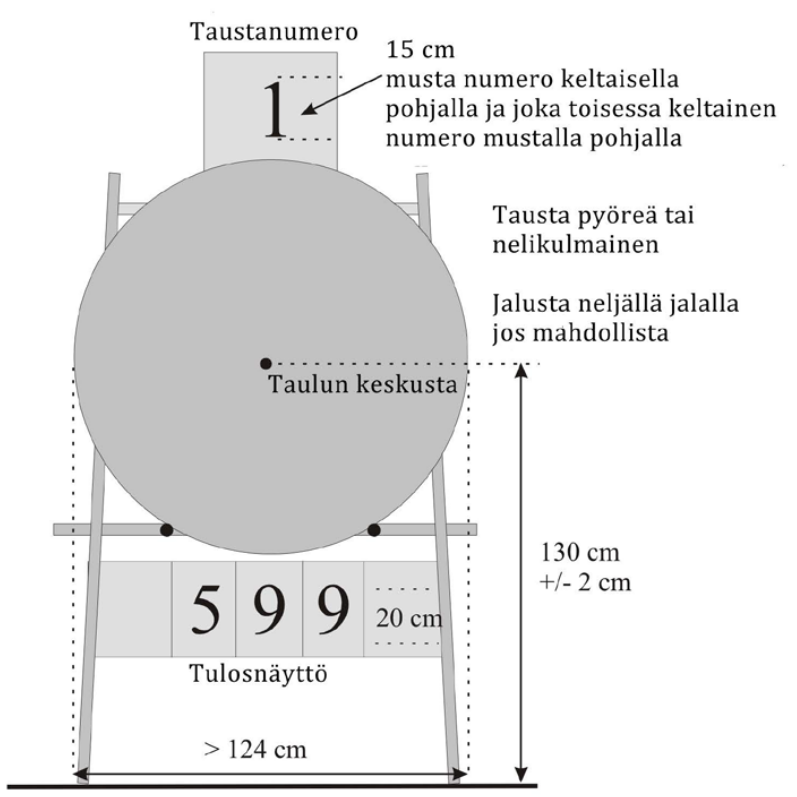 Taustanumero
15 cm
musta numero keltaisella
pohjalla ja joka toisessa keltainen
numero mustalla pohjalla
1
Tausta pyöreä tai
nelikulmainen
Jalusta neljällä jalalla
jos mahdollista
Taulun keskusta
130 cm
+/- 2 cm
5 9 9
20 cm
Tulosnäyttö
> 124 cm